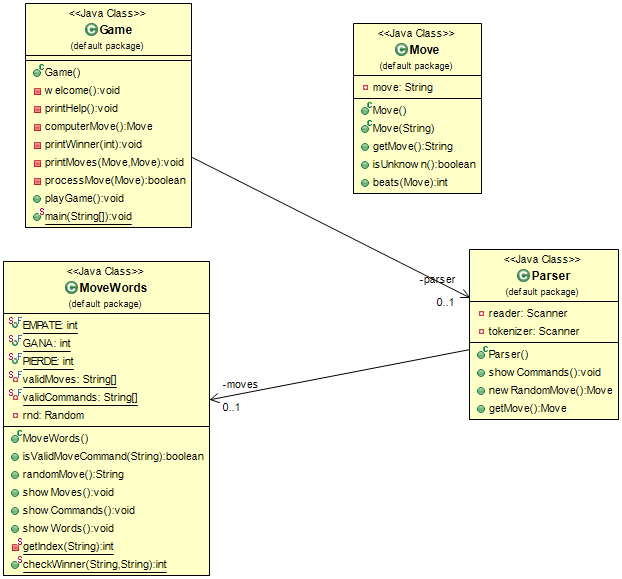 <<Java Class>>
Game
(default package)
Game()
welcome():void
printHelp():void
computerMove():Move
printWinner(int):void
printMoves(Move,Move):void
processMove(Move):boolean
playGame():void
main(String[]):void
<<Java Class>>
Move
(default package)
move: String
Move()
Move(String)
getMove():String
isUnknown():boolean
beats(Move):int
-parser
0..1
<<Java Class>>
Parser
(default package)
reader: Scanner
tokenizer: Scanner
Parser()
showCommands():void
newRandomMove():Move
getMove():Move
-moves
0..1
<<Java Class>>
MoveWords
(default package)
EMPATE: int
GANA: int
PIERDE: int
validMoves: String[]
validCommands: String[]
rnd: Random
MoveWords()
isValidMoveCommand(String):boolean
randomMove():String
showMoves():void
showCommands():void
showWords():void
getIndex(String):int
checkWinner(String,String):int